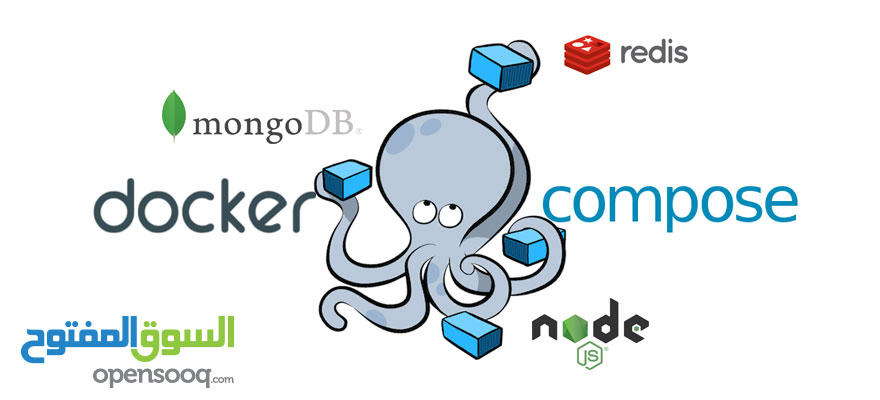 redis
mongoDB®
docker compose
node
JS®
السوق المفتوح
opensooq.com